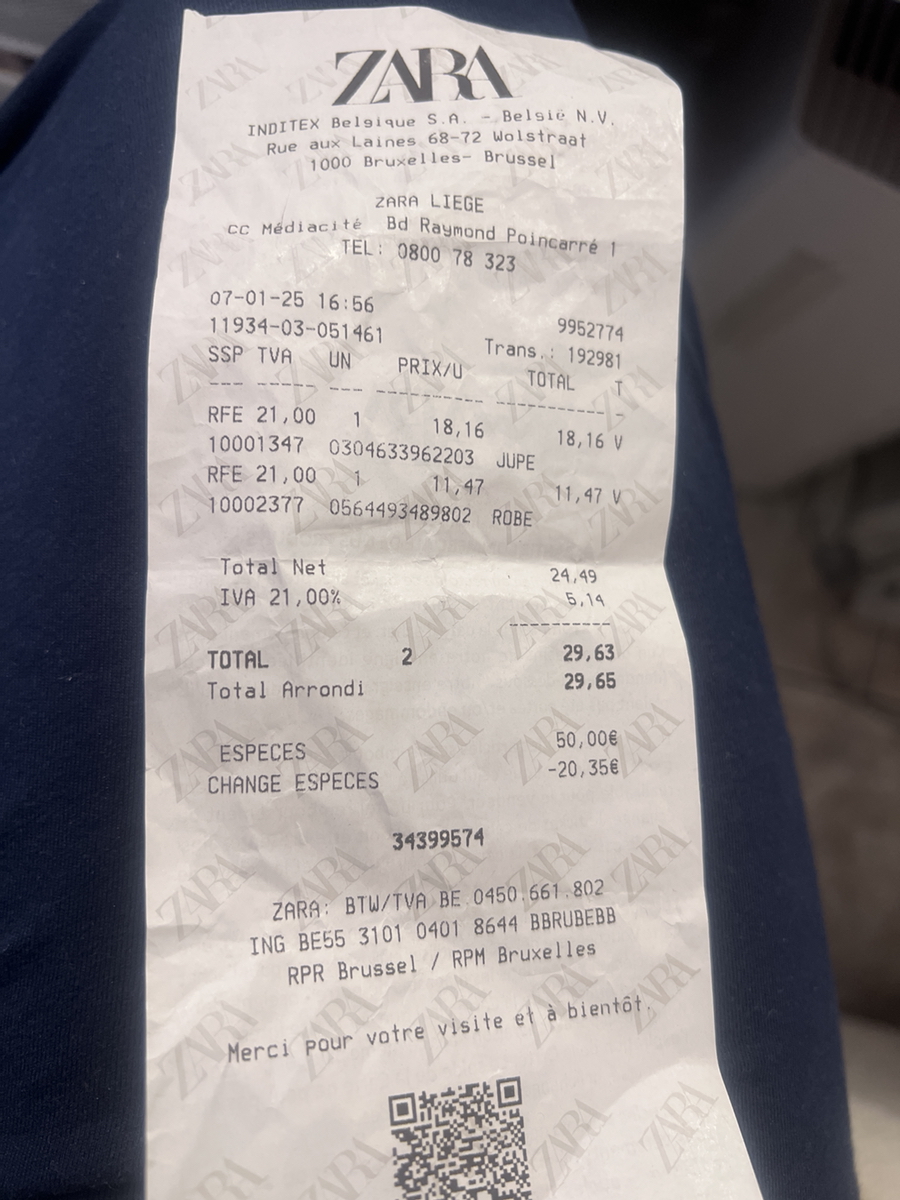 ZARA
INDITEX Belgique S.A. - Belsië N.V.
Rue aux Laines 68-72 Wolstraat
1000 Bruxelles- Brussel
ZARA LIEGE
CC Médiacité Bd Raymond Poincarré 1
TEL: 0800 78 323
07-01-25 16:56
11934-03-051461 9952774
Trans.: 192981
SSP TVA UN PRIX/U TOTAL T
--- ----- --- ---------- ---------- -
RFE 21,00 1 18,16 18,16 V
10001347 0304633962203 JUPE
RFE 21,00 1 11,47 11,47 V
10002377 0564493489802 ROBE
Total Net 24,49
IVA 21,00% 5,14
----------
TOTAL 2 29,63
Total Arrondi 29,65
ESPECES 50,00€
CHANGE ESPECES -20,35€
34399574
ZARA: BTW/TVA BE 0450.661.802
ING BE55 3101 0401 8644 BBRUBEBB
RPR Brussel / RPM Bruxelles
Merci pour votre visite et à bientôt.